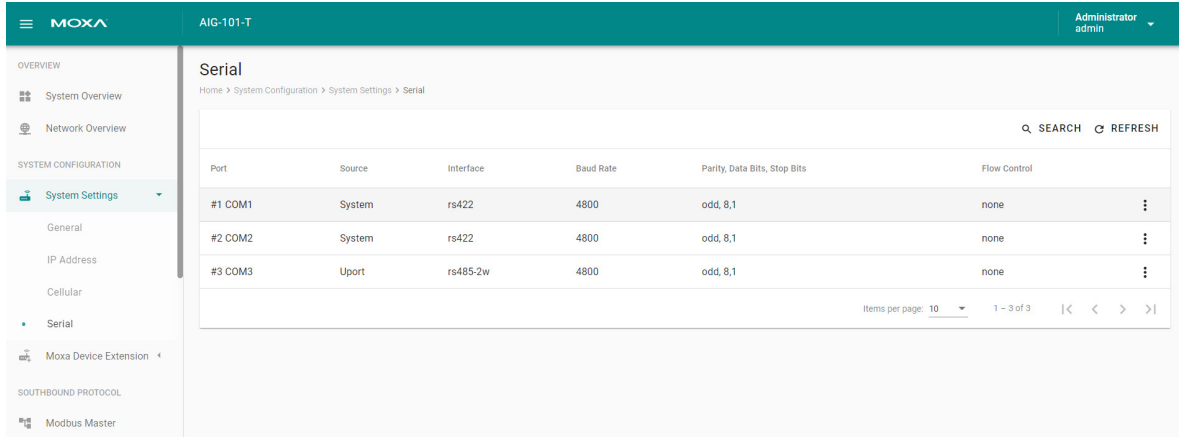 MOXA
AIG-101-T
Administrator
admin
OVERVIEW
System Overview
Network Overview
SYSTEM CONFIGURATION
System Settings
General
IP Address
Cellular
Serial
Moxa Device Extension
SOUTHBOUND PROTOCOL
Modbus Master
Serial
Home > System Configuration > System Settings > Serial
SEARCH REFRESH
Port Source Interface Baud Rate Parity, Data Bits, Stop Bits Flow Control
#1 COM1 System rs422 4800 odd, 8,1 none
#2 COM2 System rs422 4800 odd, 8,1 none
#3 COM3 Uport rs485-2w 4800 odd, 8,1 none
Items per page: 10 1 – 3 of 3